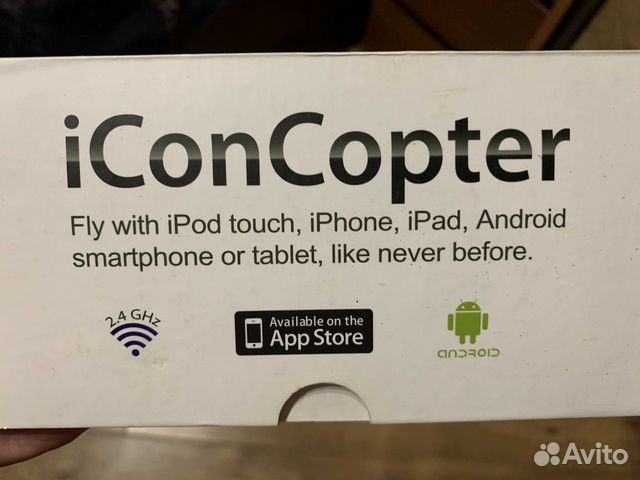 iConCopter
Fly with iPod touch, iPhone, iPad, Android
smartphone or tablet, like never before.
2.4 GHz
Available on the
App Store
ANDROID
Avito